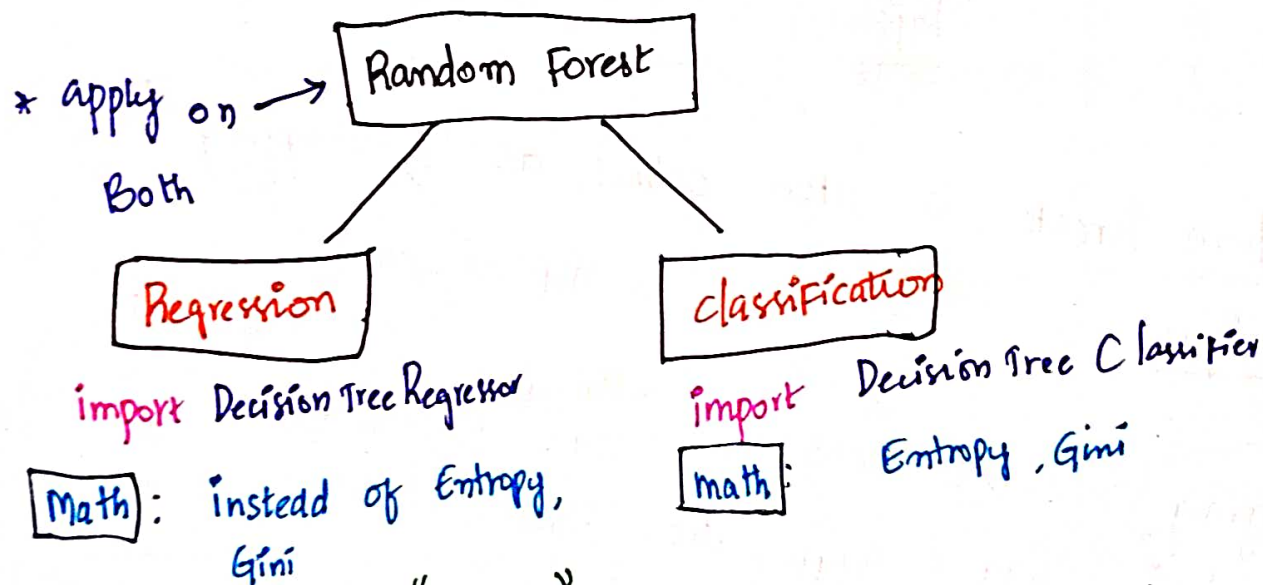 Random Forest
* apply on →
Both
Regression
classification
import Decision Tree Regressor
import Decision Tree Classifier
Math : instead of Entropy,
Gini
math : Entropy, Gini